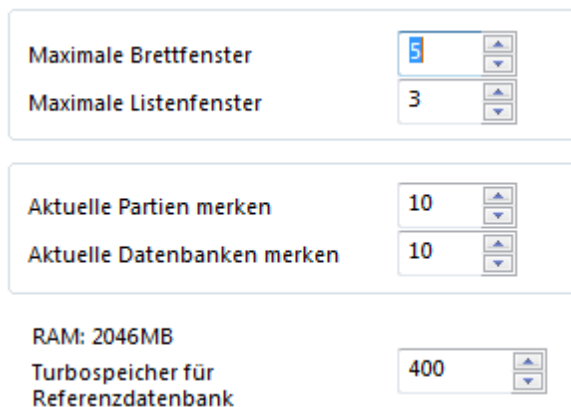 Maximale Brettfenster 5
Maximale Listenfenster 3
Aktuelle Partien merken 10
Aktuelle Datenbanken merken 10
RAM: 2046MB
Turbospeicher für 400
Referenzdatenbank